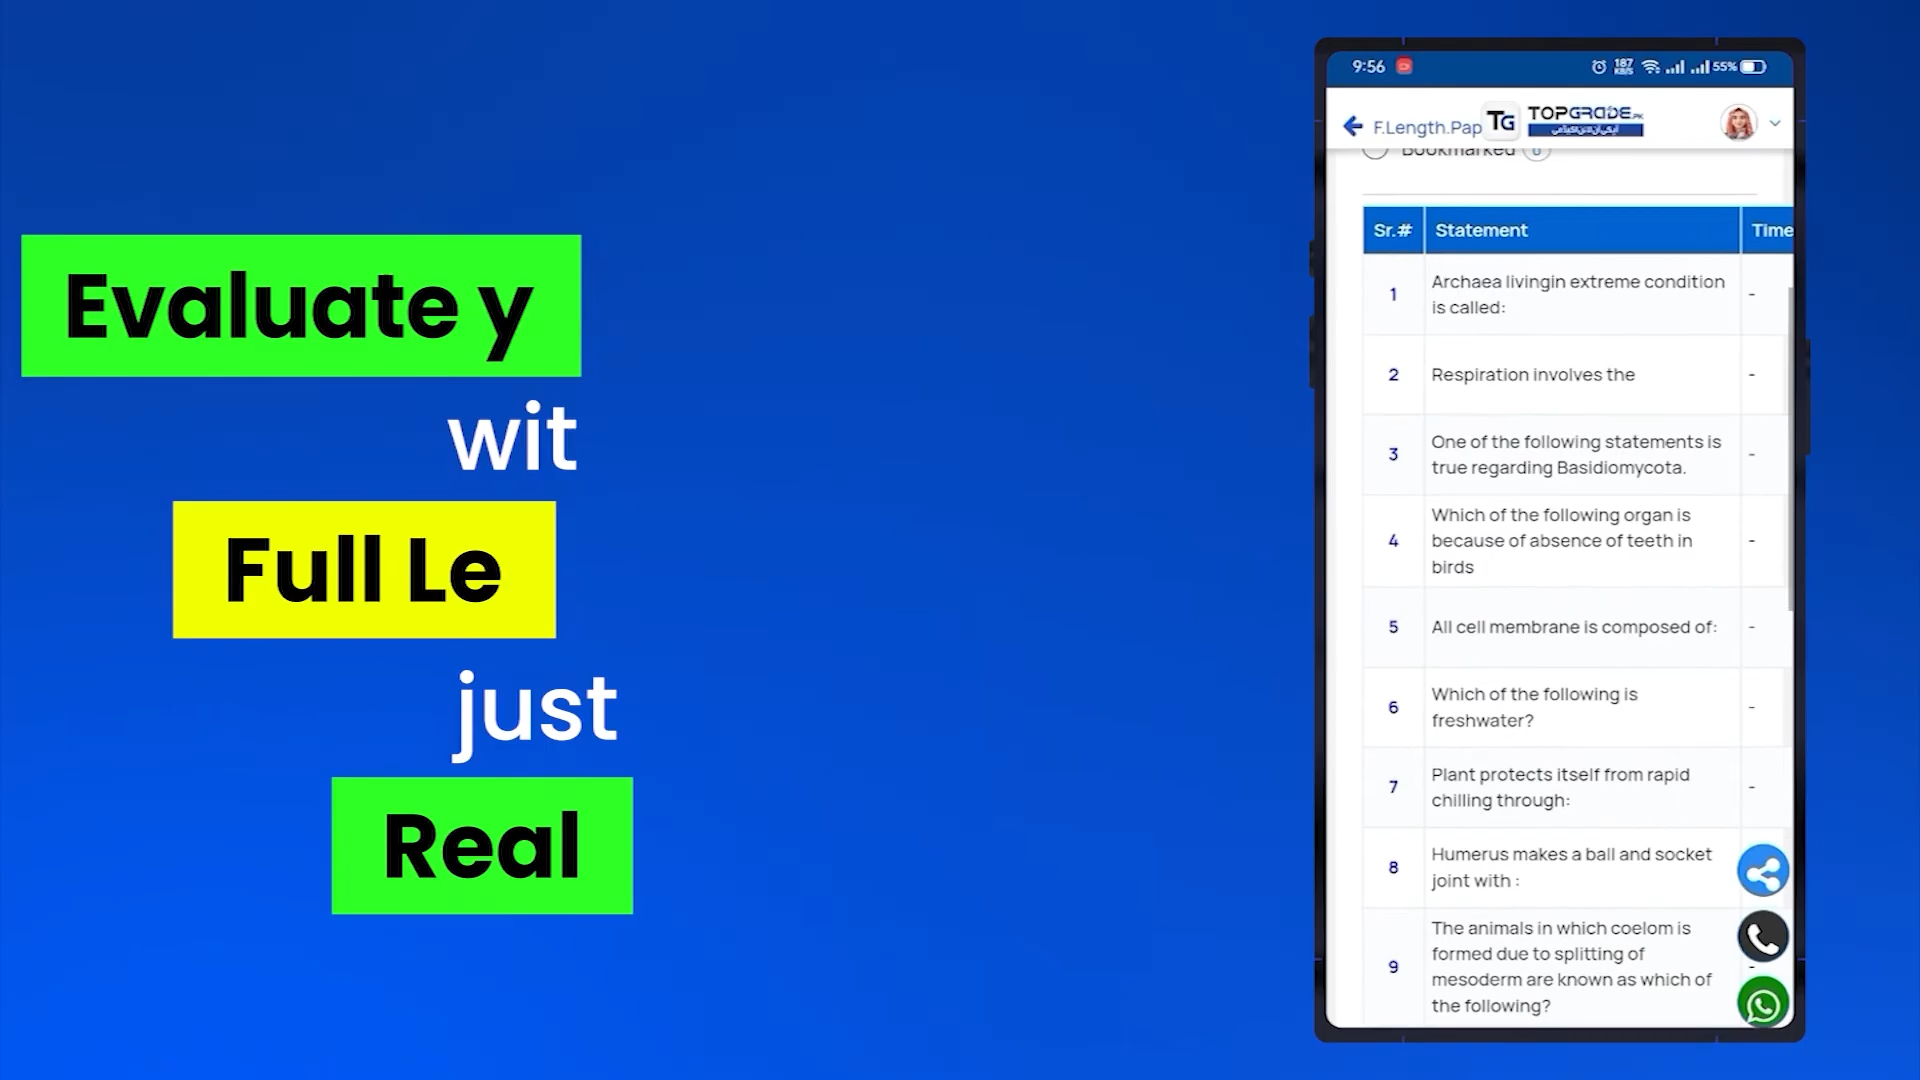 Evaluate y
wit
Full Le
just
Real
9:56
187
KB/S
55%
F.Length.Pap
TG
TOPGRADE.PK
Bookmarked
Sr.# Statement Time
1 Archaea livingin extreme condition
is called: -
2 Respiration involves the -
3 One of the following statements is
true regarding Basidiomycota. -
4 Which of the following organ is
because of absence of teeth in
birds -
5 All cell membrane is composed of: -
6 Which of the following is
freshwater? -
7 Plant protects itself from rapid
chilling through: -
8 Humerus makes a ball and socket
joint with :
9 The animals in which coelom is
formed due to splitting of
mesoderm are known as which of
the following? -